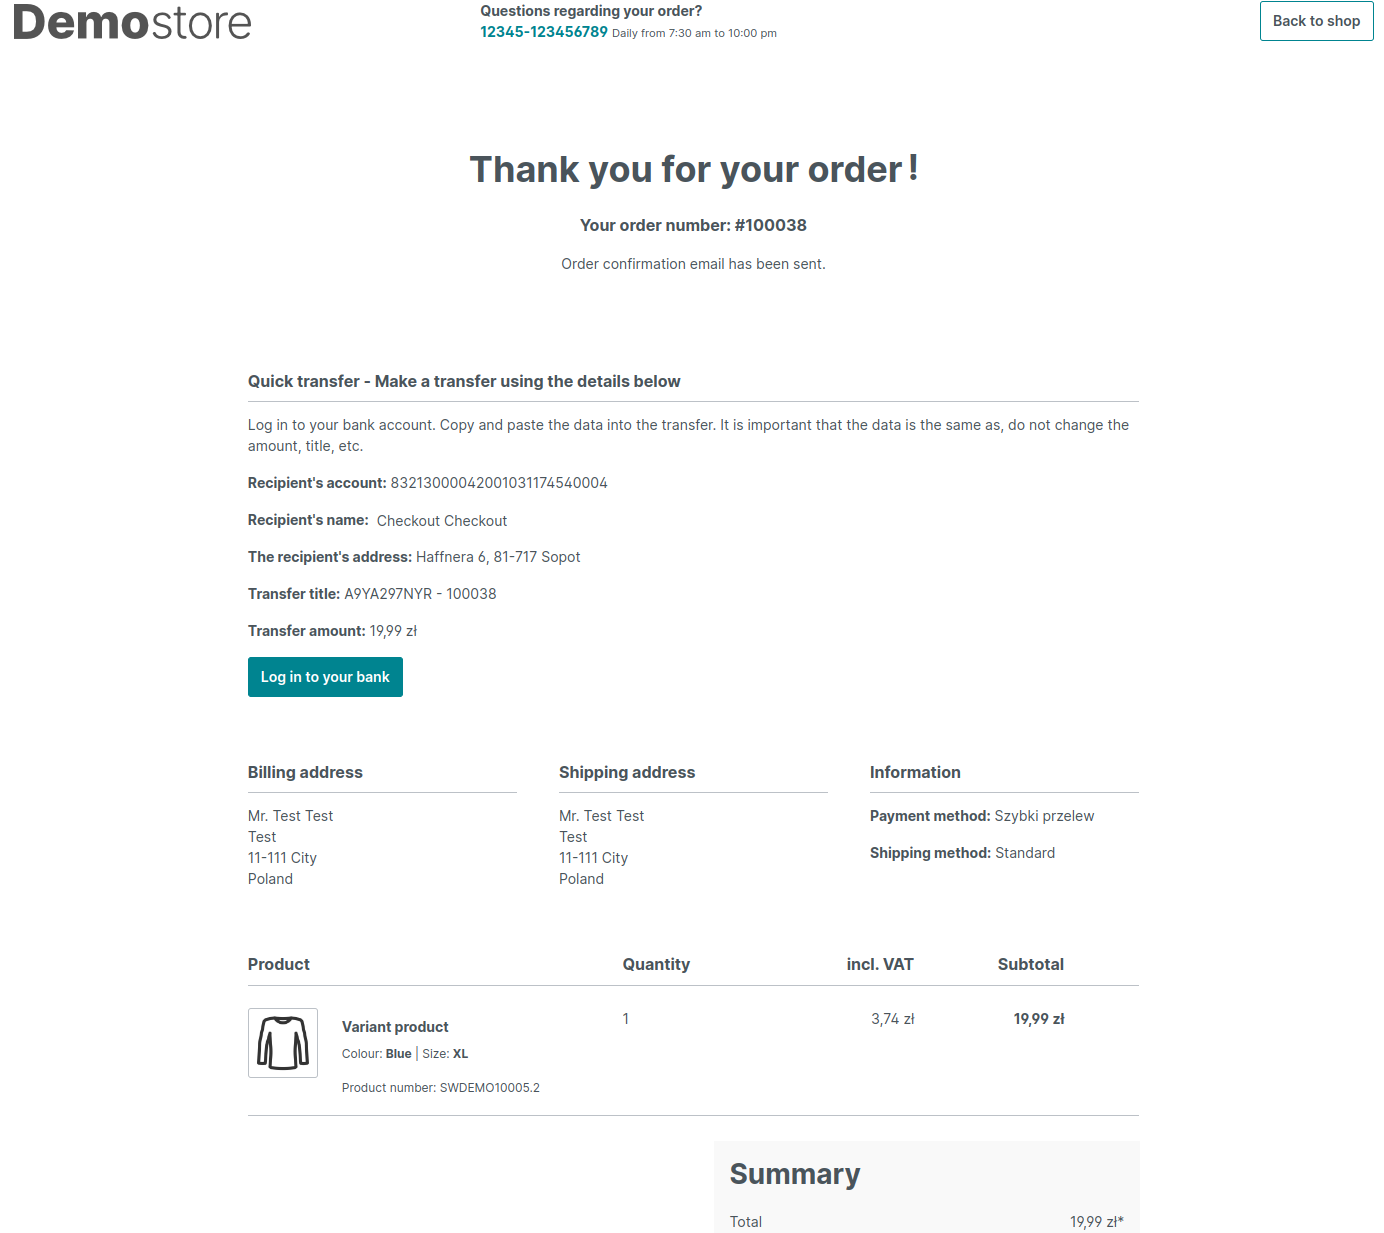 Demostore
Questions regarding your order?
12345-123456789 Daily from 7:30 am to 10:00 pm
Back to shop
Thank you for your order!
Your order number: #100038
Order confirmation email has been sent.
Quick transfer - Make a transfer using the details below
Log in to your bank account. Copy and paste the data into the transfer. It is important that the data is the same as, do not change the
amount, title, etc.
Recipient's account: 83213000042001031174540004
Recipient's name: Checkout Checkout
The recipient's address: Haffnera 6, 81-717 Sopot
Transfer title: A9YA297NYR - 100038
Transfer amount: 19,99 zł
Log in to your bank
Billing address
Mr. Test Test
Test
11-111 City
Poland
Shipping address
Mr. Test Test
Test
11-111 City
Poland
Information
Payment method: Szybki przelew
Shipping method: Standard
Product Quantity incl. VAT Subtotal
Variant product 1 3,74 zł 19,99 zł
Colour: Blue | Size: XL
Product number: SWDEMO10005.2
Summary
Total 19,99 zł*